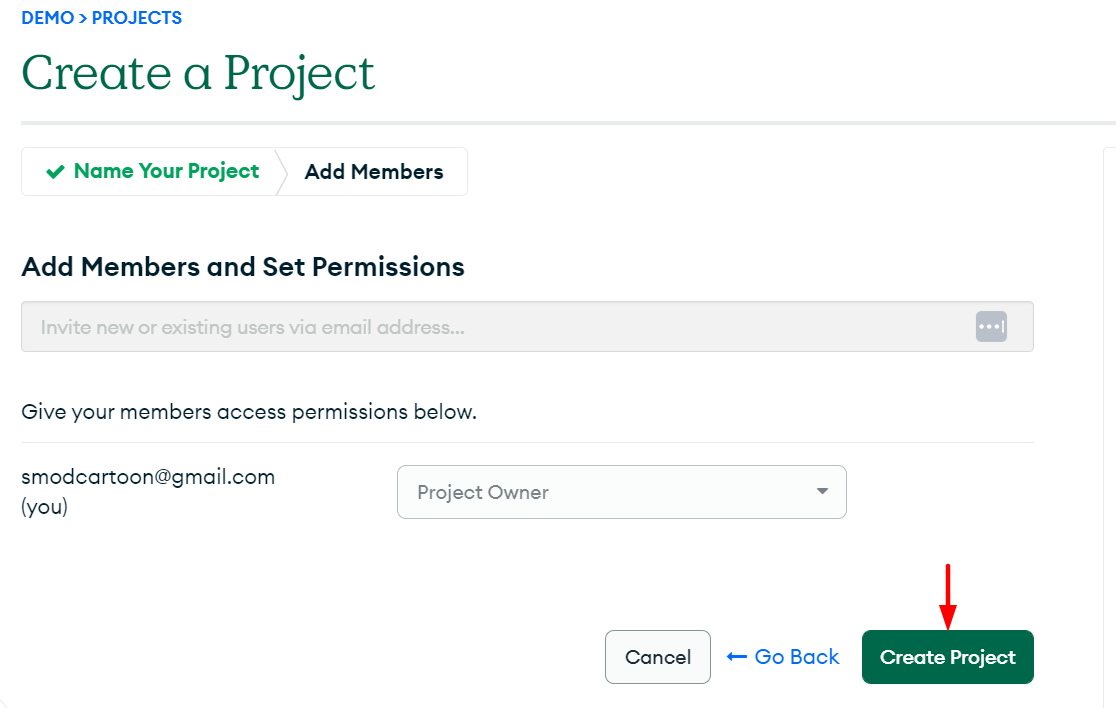 DEMO > PROJECTS
Create a Project
Name Your Project
Add Members
Add Members and Set Permissions
Invite new or existing users via email address...
Give your members access permissions below.
smodcartoon@gmail.com
(you)
Project Owner
Cancel
Go Back
Create Project